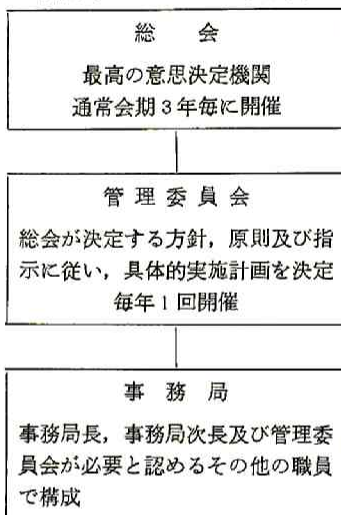 総会
最高の意思決定機関
通常会期3年毎に開催
管理委員会
総会が決定する方針，原則及び指
示に従い，具体的実施計画を決定
毎年1回開催
事務局
事務局長，事務局次長及び管理委
員会が必要と認めるその他の職員
で構成